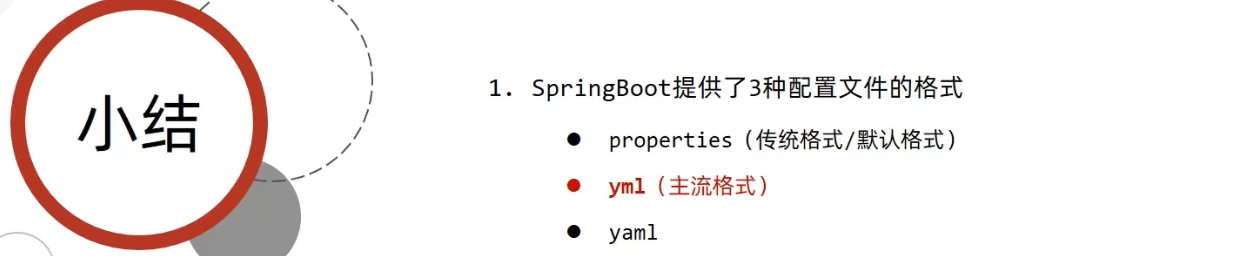 小结
1. SpringBoot提供了3种配置文件的格式
● properties（传统格式/默认格式）
● yml（主流格式）
● yaml